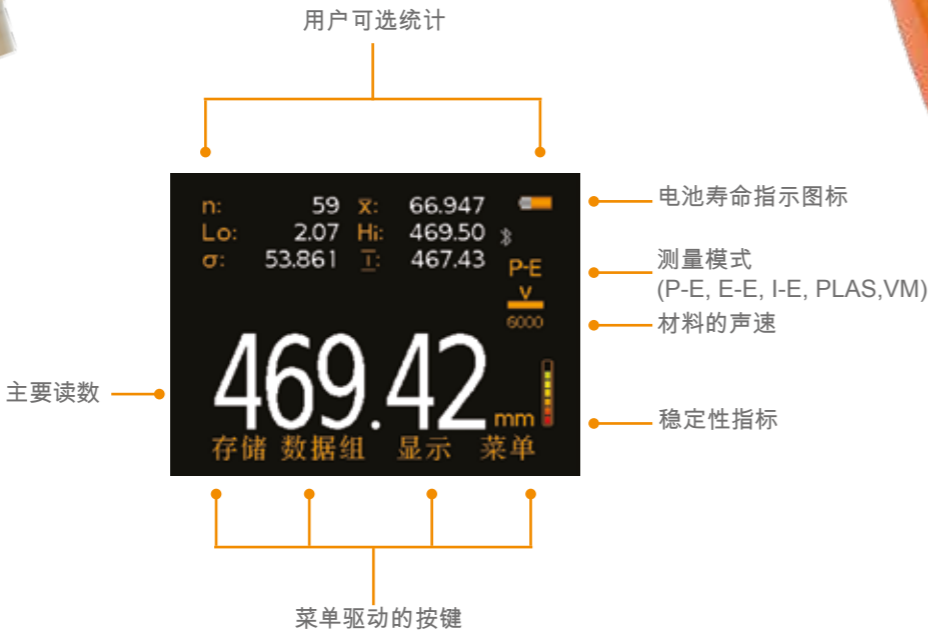 用户可选统计
n: 59 x̅: 66.947
Lo: 2.07 Hi: 469.50
σ: 53.861 T̅: 467.43
P-E
V
6000
469.42 mm
存储 数据组 显示 菜单
电池寿命指示图标
测量模式
(P-E, E-E, I-E, PLAS,VM)
材料的声速
主要读数
稳定性指标
菜单驱动的按键